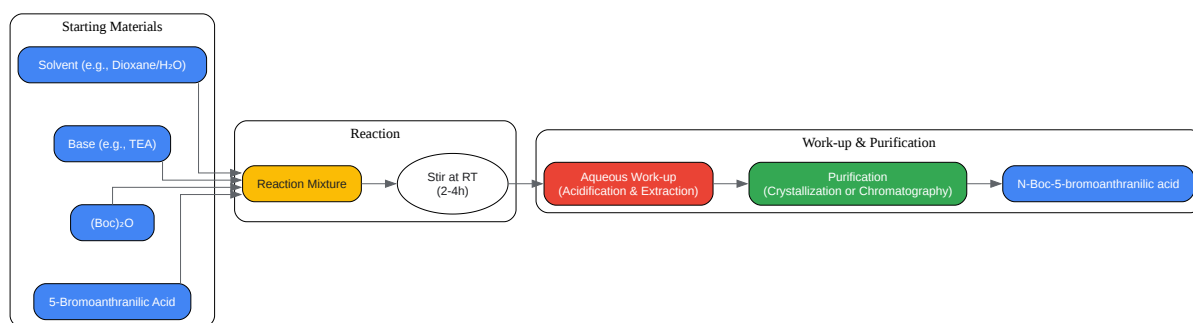 Starting Materials
Solvent (e.g., Dioxane/H₂O)
Base (e.g., TEA)
(Boc)₂O
5-Bromoanthranilic Acid
Reaction
Reaction Mixture
Stir at RT
(2-4h)
Work-up & Purification
Aqueous Work-up
(Acidification & Extraction)
Purification
(Crystallization or Chromatography)
N-Boc-5-bromoanthranilic acid